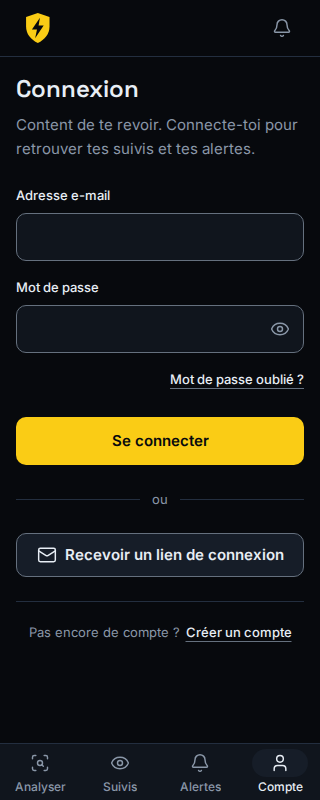 Connexion
Content de te revoir. Connecte-toi pour
retrouver tes suivis et tes alertes.
Adresse e-mail
Mot de passe
Mot de passe oublié ?
Se connecter
ou
Recevoir un lien de connexion
Pas encore de compte ? Créer un compte
Analyser Suivis Alertes Compte